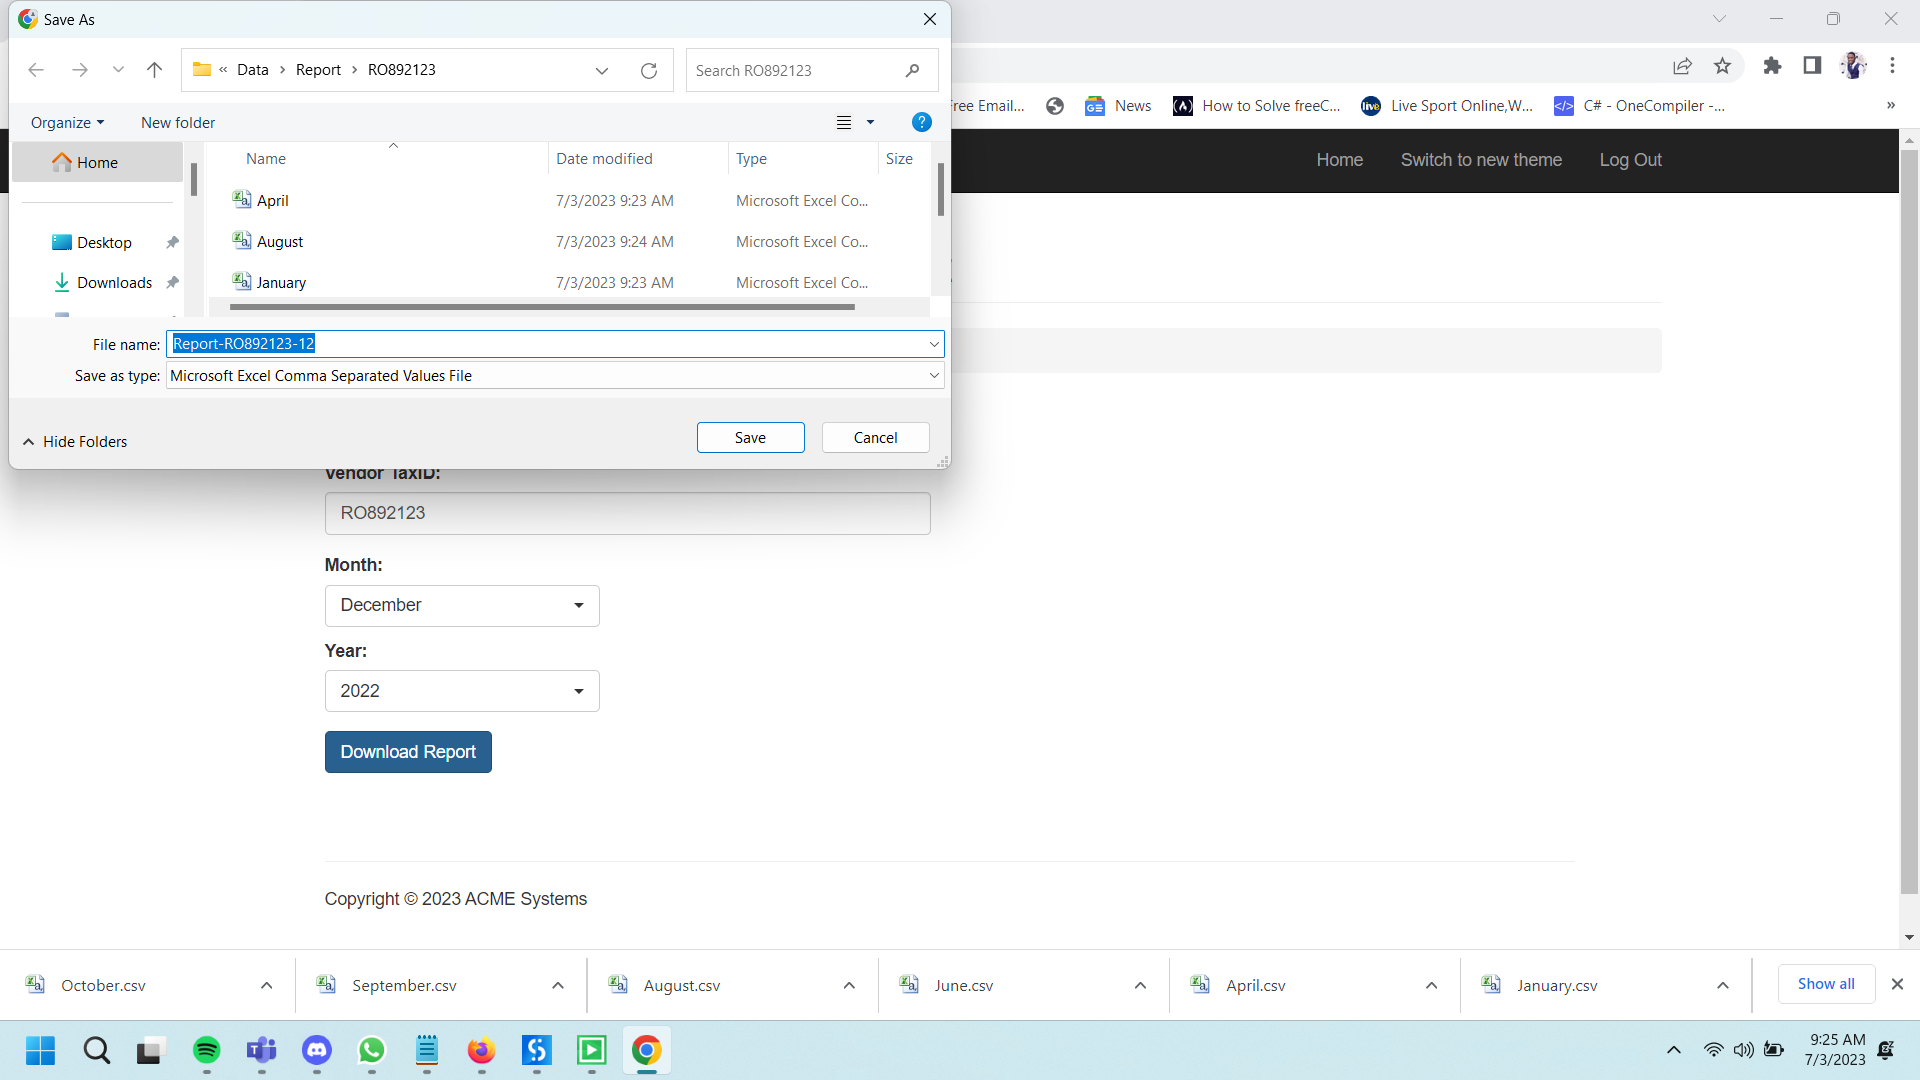 Save As
« Data › Report › RO892123
Search RO892123
Organize
New folder
?
Home
Desktop
Downloads
Name
Date modified
Type
Size
April
7/3/2023 9:23 AM
Microsoft Excel Co...
August
7/3/2023 9:24 AM
Microsoft Excel Co...
January
7/3/2023 9:23 AM
Microsoft Excel Co...
File name:
Report-RO892123-12
Save as type:
Microsoft Excel Comma Separated Values File
Hide Folders
Save
Cancel
Email...
News
How to Solve freeC...
Live Sport Online,W...
C# - OneCompiler -...
»
Home
Switch to new theme
Log Out
Vendor TaxID:
RO892123
Month:
December
Year:
2022
Download Report
Copyright © 2023 ACME Systems
October.csv
September.csv
August.csv
June.csv
April.csv
January.csv
Show all
9:25 AM
7/3/2023